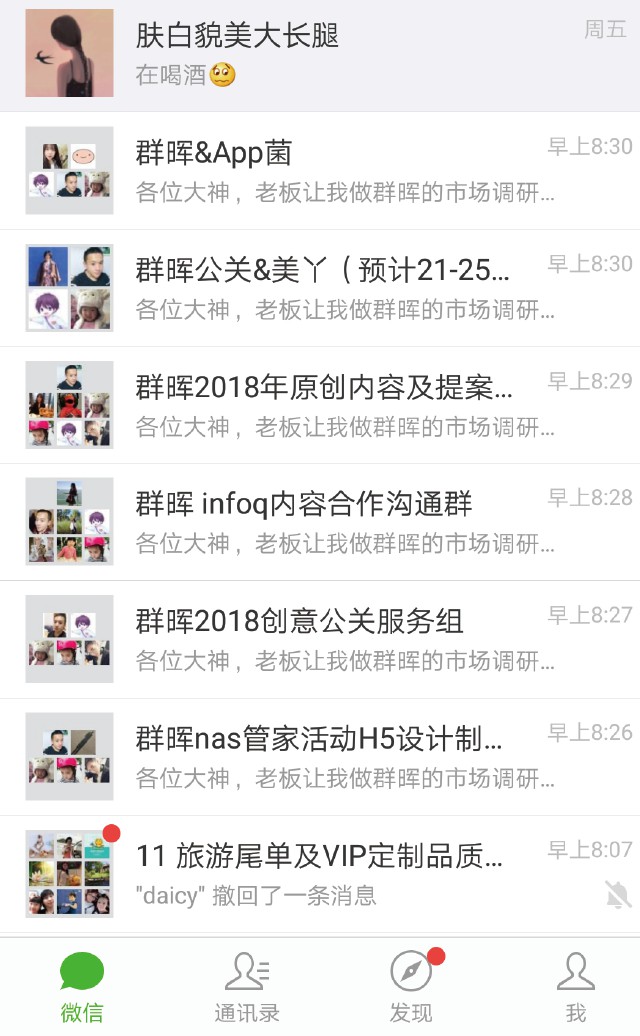 肤白貌美大长腿
周五
在喝酒
群晖&App菌
早上8:30
各位大神，老板让我做群晖的市场调研...
群晖公关&美丫（预计21-25...
早上8:30
各位大神，老板让我做群晖的市场调研...
群晖2018年原创内容及提案...
早上8:29
各位大神，老板让我做群晖的市场调研...
群晖 infoq内容合作沟通群
早上8:28
各位大神，老板让我做群晖的市场调研...
群晖2018创意公关服务组
早上8:27
各位大神，老板让我做群晖的市场调研...
群晖nas管家活动H5设计制...
早上8:26
各位大神，老板让我做群晖的市场调研...
11 旅游尾单及VIP定制品质...
早上8:07
"daicy" 撤回了一条消息
微信
通讯录
发现
我